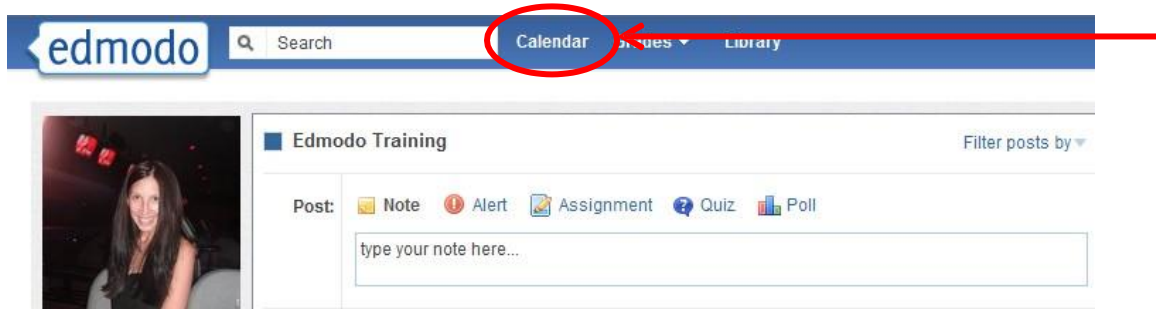 edmodo Search Calendar Grades Library
Edmodo Training Filter posts by
Post: Note Alert Assignment Quiz Poll
type your note here...